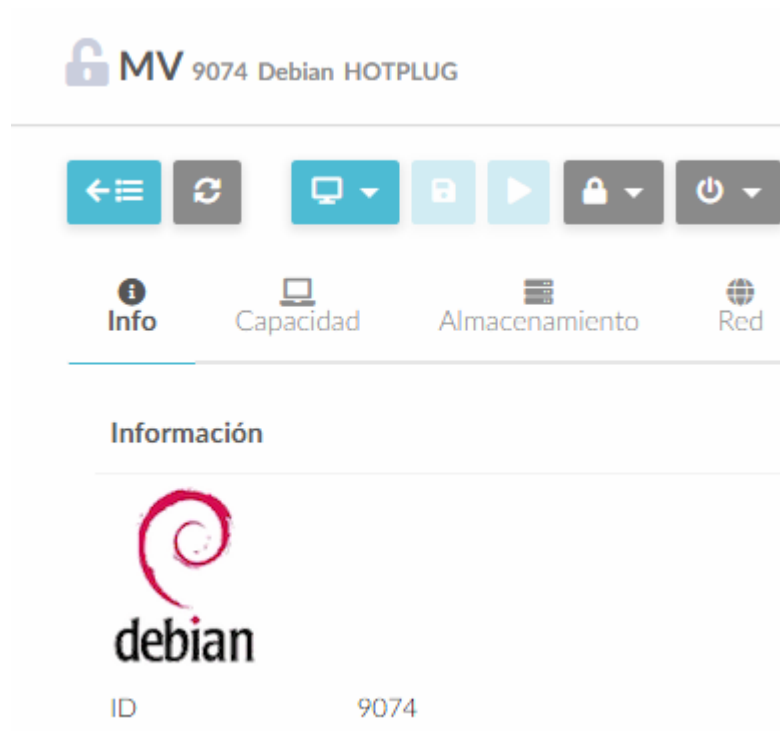 MV 9074 Debian HOTPLUG
Info Capacidad Almacenamiento Red
Información
debian
ID 9074